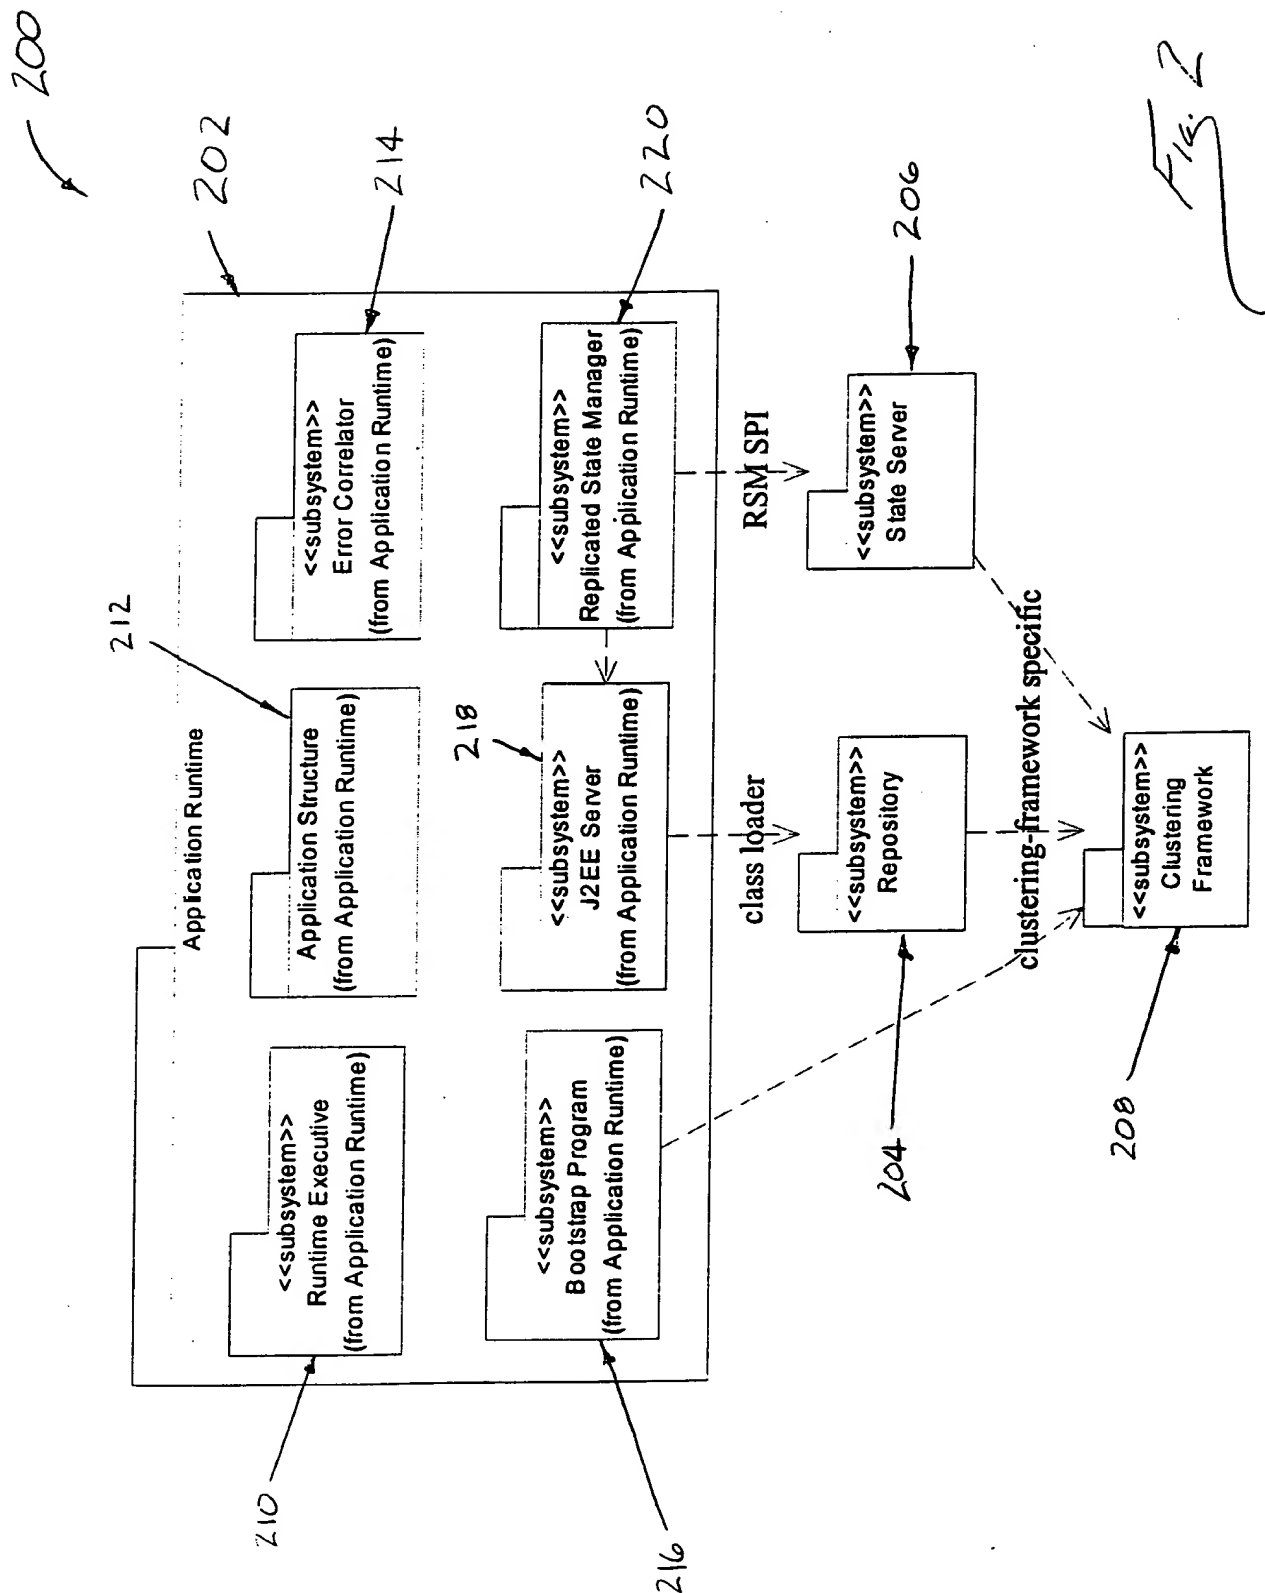 200
202
Application Runtime
210
<<subsystem>>
Runtime Executive
(from Application Runtime)
212
Application Structure
(from Application Runtime)
214
<<subsystem>>
Error Correlator
(from Application Runtime)
216
<<subsystem>>
Bootstrap Program
(from Application Runtime)
218
<<subsystem>>
J2EE Server
(from Application Runtime)
220
<<subsystem>>
Replicated State Manager
(from Application Runtime)
class loader
RSM SPI
204
<<subsystem>>
Repository
206
<<subsystem>>
State Server
clustering-framework specific
208
<<subsystem>>
Clustering
Framework
Fig. 2